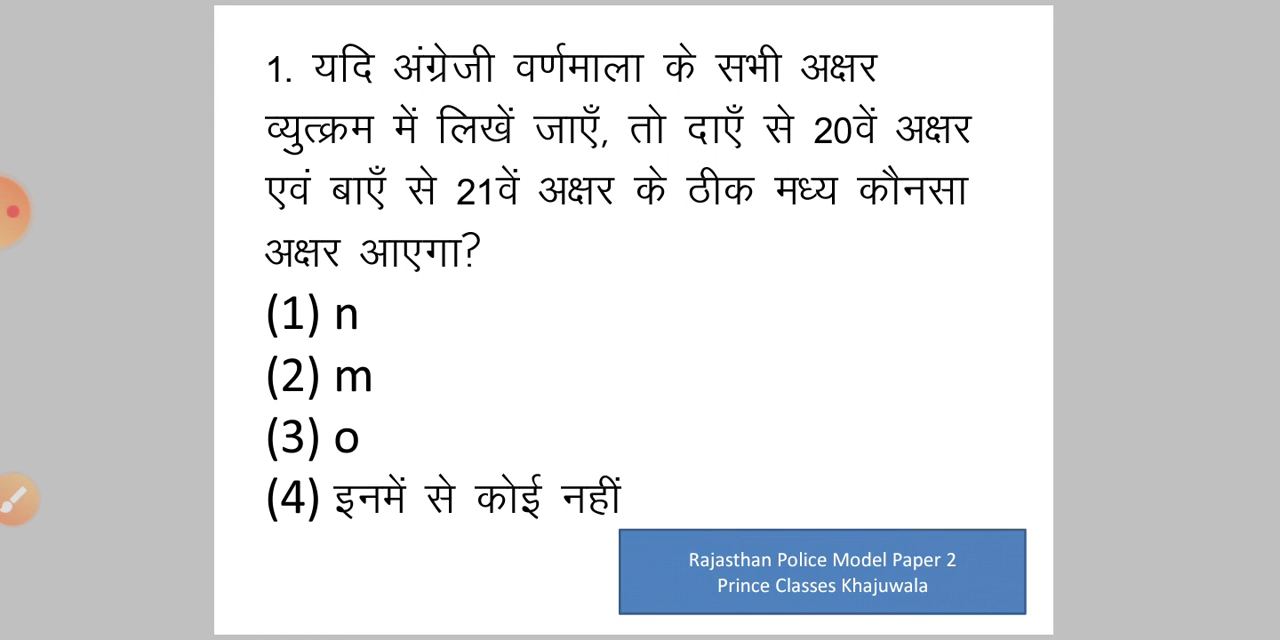 1. यदि अंग्रेजी वर्णमाला के सभी अक्षर
व्युत्क्रम में लिखें जाएँ, तो दाएँ से 20वें अक्षर
एवं बाएँ से 21वें अक्षर के ठीक मध्य कौनसा
अक्षर आएगा?
(1) n
(2) m
(3) o
(4) इनमें से कोई नहीं
Rajasthan Police Model Paper 2
Prince Classes Khajuwala